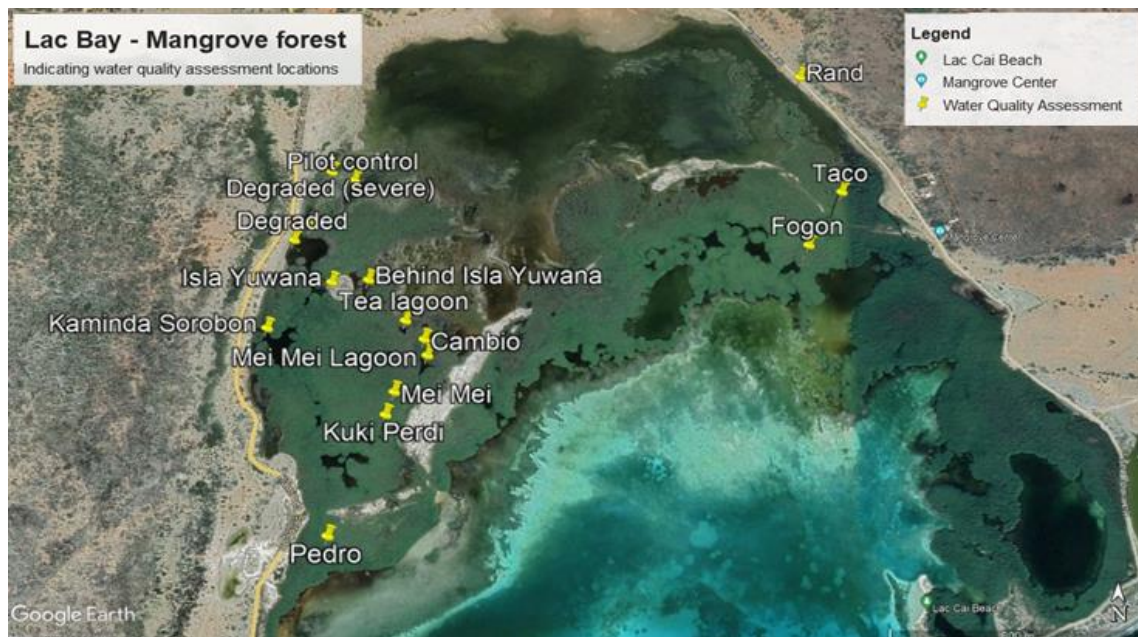 Lac Bay - Mangrove forest
Indicating water quality assessment locations
Legend
Lac Cai Beach
Mangrove Center
Water Quality Assessment
Rand
Pilot control
Degraded (severe)
Taco
Degraded
Fogon
Mangrove Center
Isla Yuwana
Behind Isla Yuwana
Tea lagoon
Kaminda Sorobon
Cambio
Mei Mei Lagoon
Mei Mei
Kuki Perdi
Pedro
Google Earth
Lac Cai Beach
N